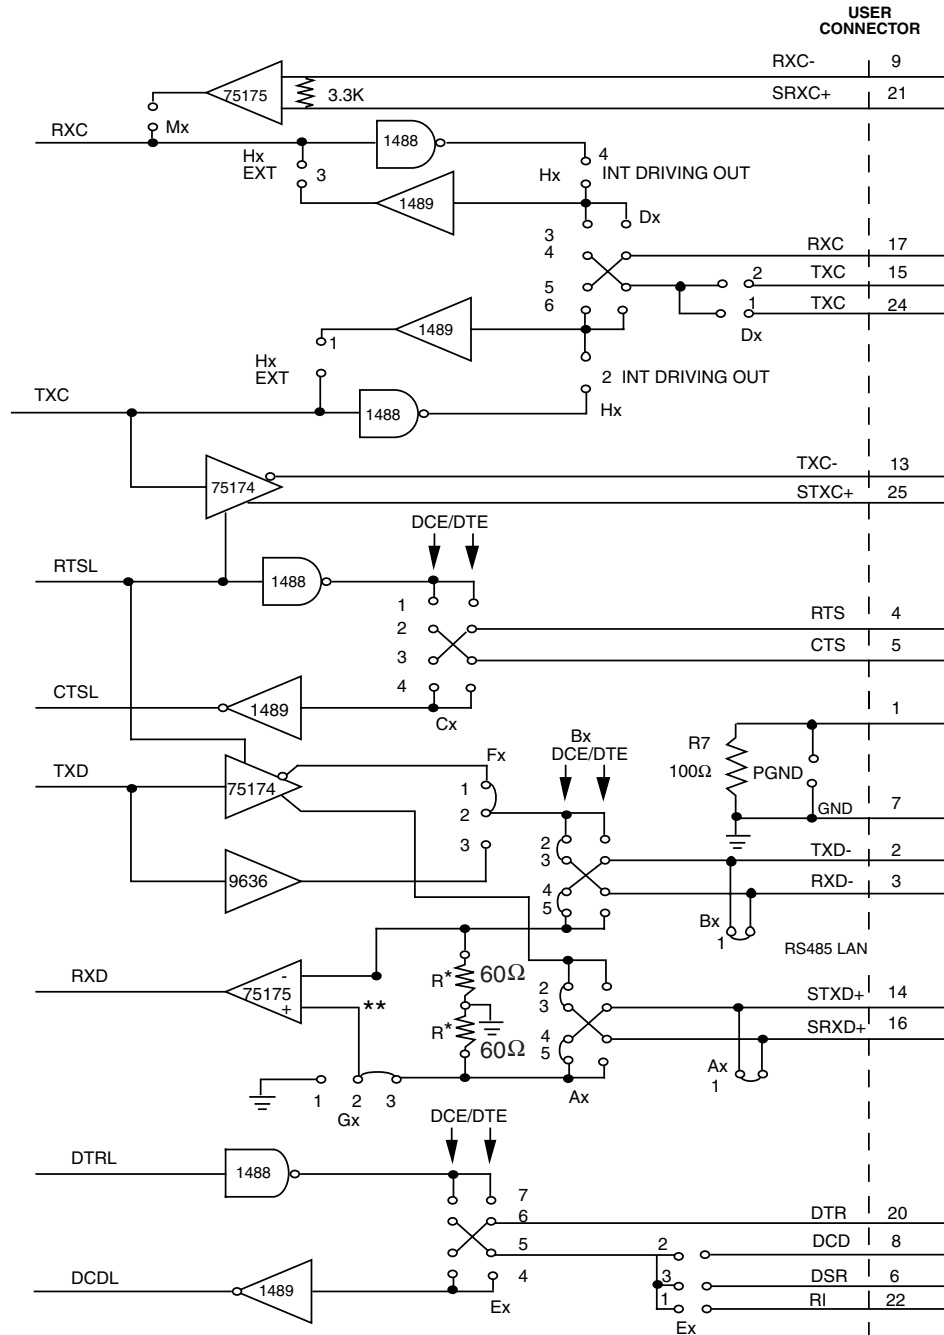 USER
CONNECTOR
RXC- 9
75175
3.3K
SRXC+ 21
Mx
RXC
1488
4
Hx
EXT
3
Hx
INT DRIVING OUT
1489
Dx
3
4
RXC 17
TXC 15
2
5
6
1
TXC 24
1489
1
Dx
Hx
EXT
2 INT DRIVING OUT
TXC
1488
Hx
TXC- 13
75174
STXC+ 25
DCE/DTE
RTSL
1488
1
RTS 4
2
CTS 5
3
4
CTSL
1489
Cx
1
Bx
DCE/DTE
Fx
R7
100Ω
PGND
TXD
75174
1
2
GND 7
3
2
3
TXD- 2
9636
4
RXD- 3
5
Bx
1
RS485 LAN
RXD
-
75175
+
**
R* 60Ω
R* 60Ω
2
3
STXD+ 14
4
SRXD+ 16
5
Ax
1
1 2 3
Gx
Ax
DCE/DTE
DTRL
1488
7
6
DTR 20
5
2
DCD 8
DCDL
1489
4
3
DSR 6
1
RI 22
Ex
Ex